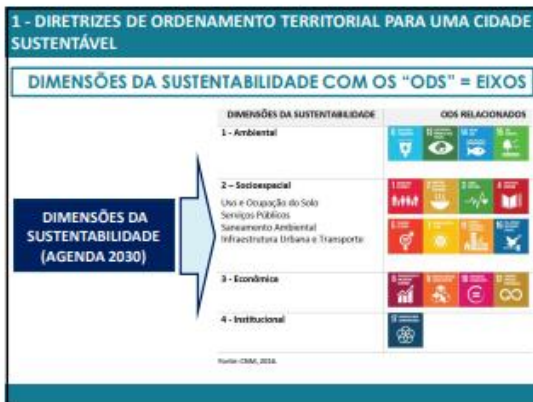 1 - DIRETRIZES DE ORDENAMENTO TERRITORIAL PARA UMA CIDADE
SUSTENTÁVEL
DIMENSÕES DA SUSTENTABILIDADE COM OS “ODS” = EIXOS
DIMENSÕES DA SUSTENTABILIDADE
ODS RELACIONADOS
1 - Ambiental
2 – Socioespacial
Uso e Ocupação do Solo
Serviços Públicos
Saneamento Ambiental
Infraestrutura Urbana e Transporte
DIMENSÕES DA
SUSTENTABILIDADE
(AGENDA 2030)
3 - Econômica
4 - Institucional
Fonte: CNM, 2016.